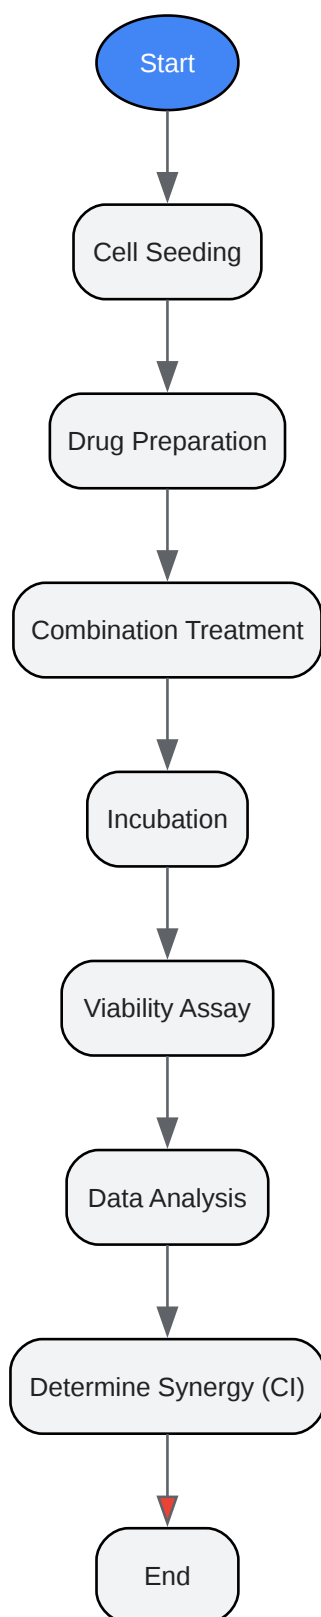 Start
Cell Seeding
Drug Preparation
Combination Treatment
Incubation
Viability Assay
Data Analysis
Determine Synergy (CI)
End